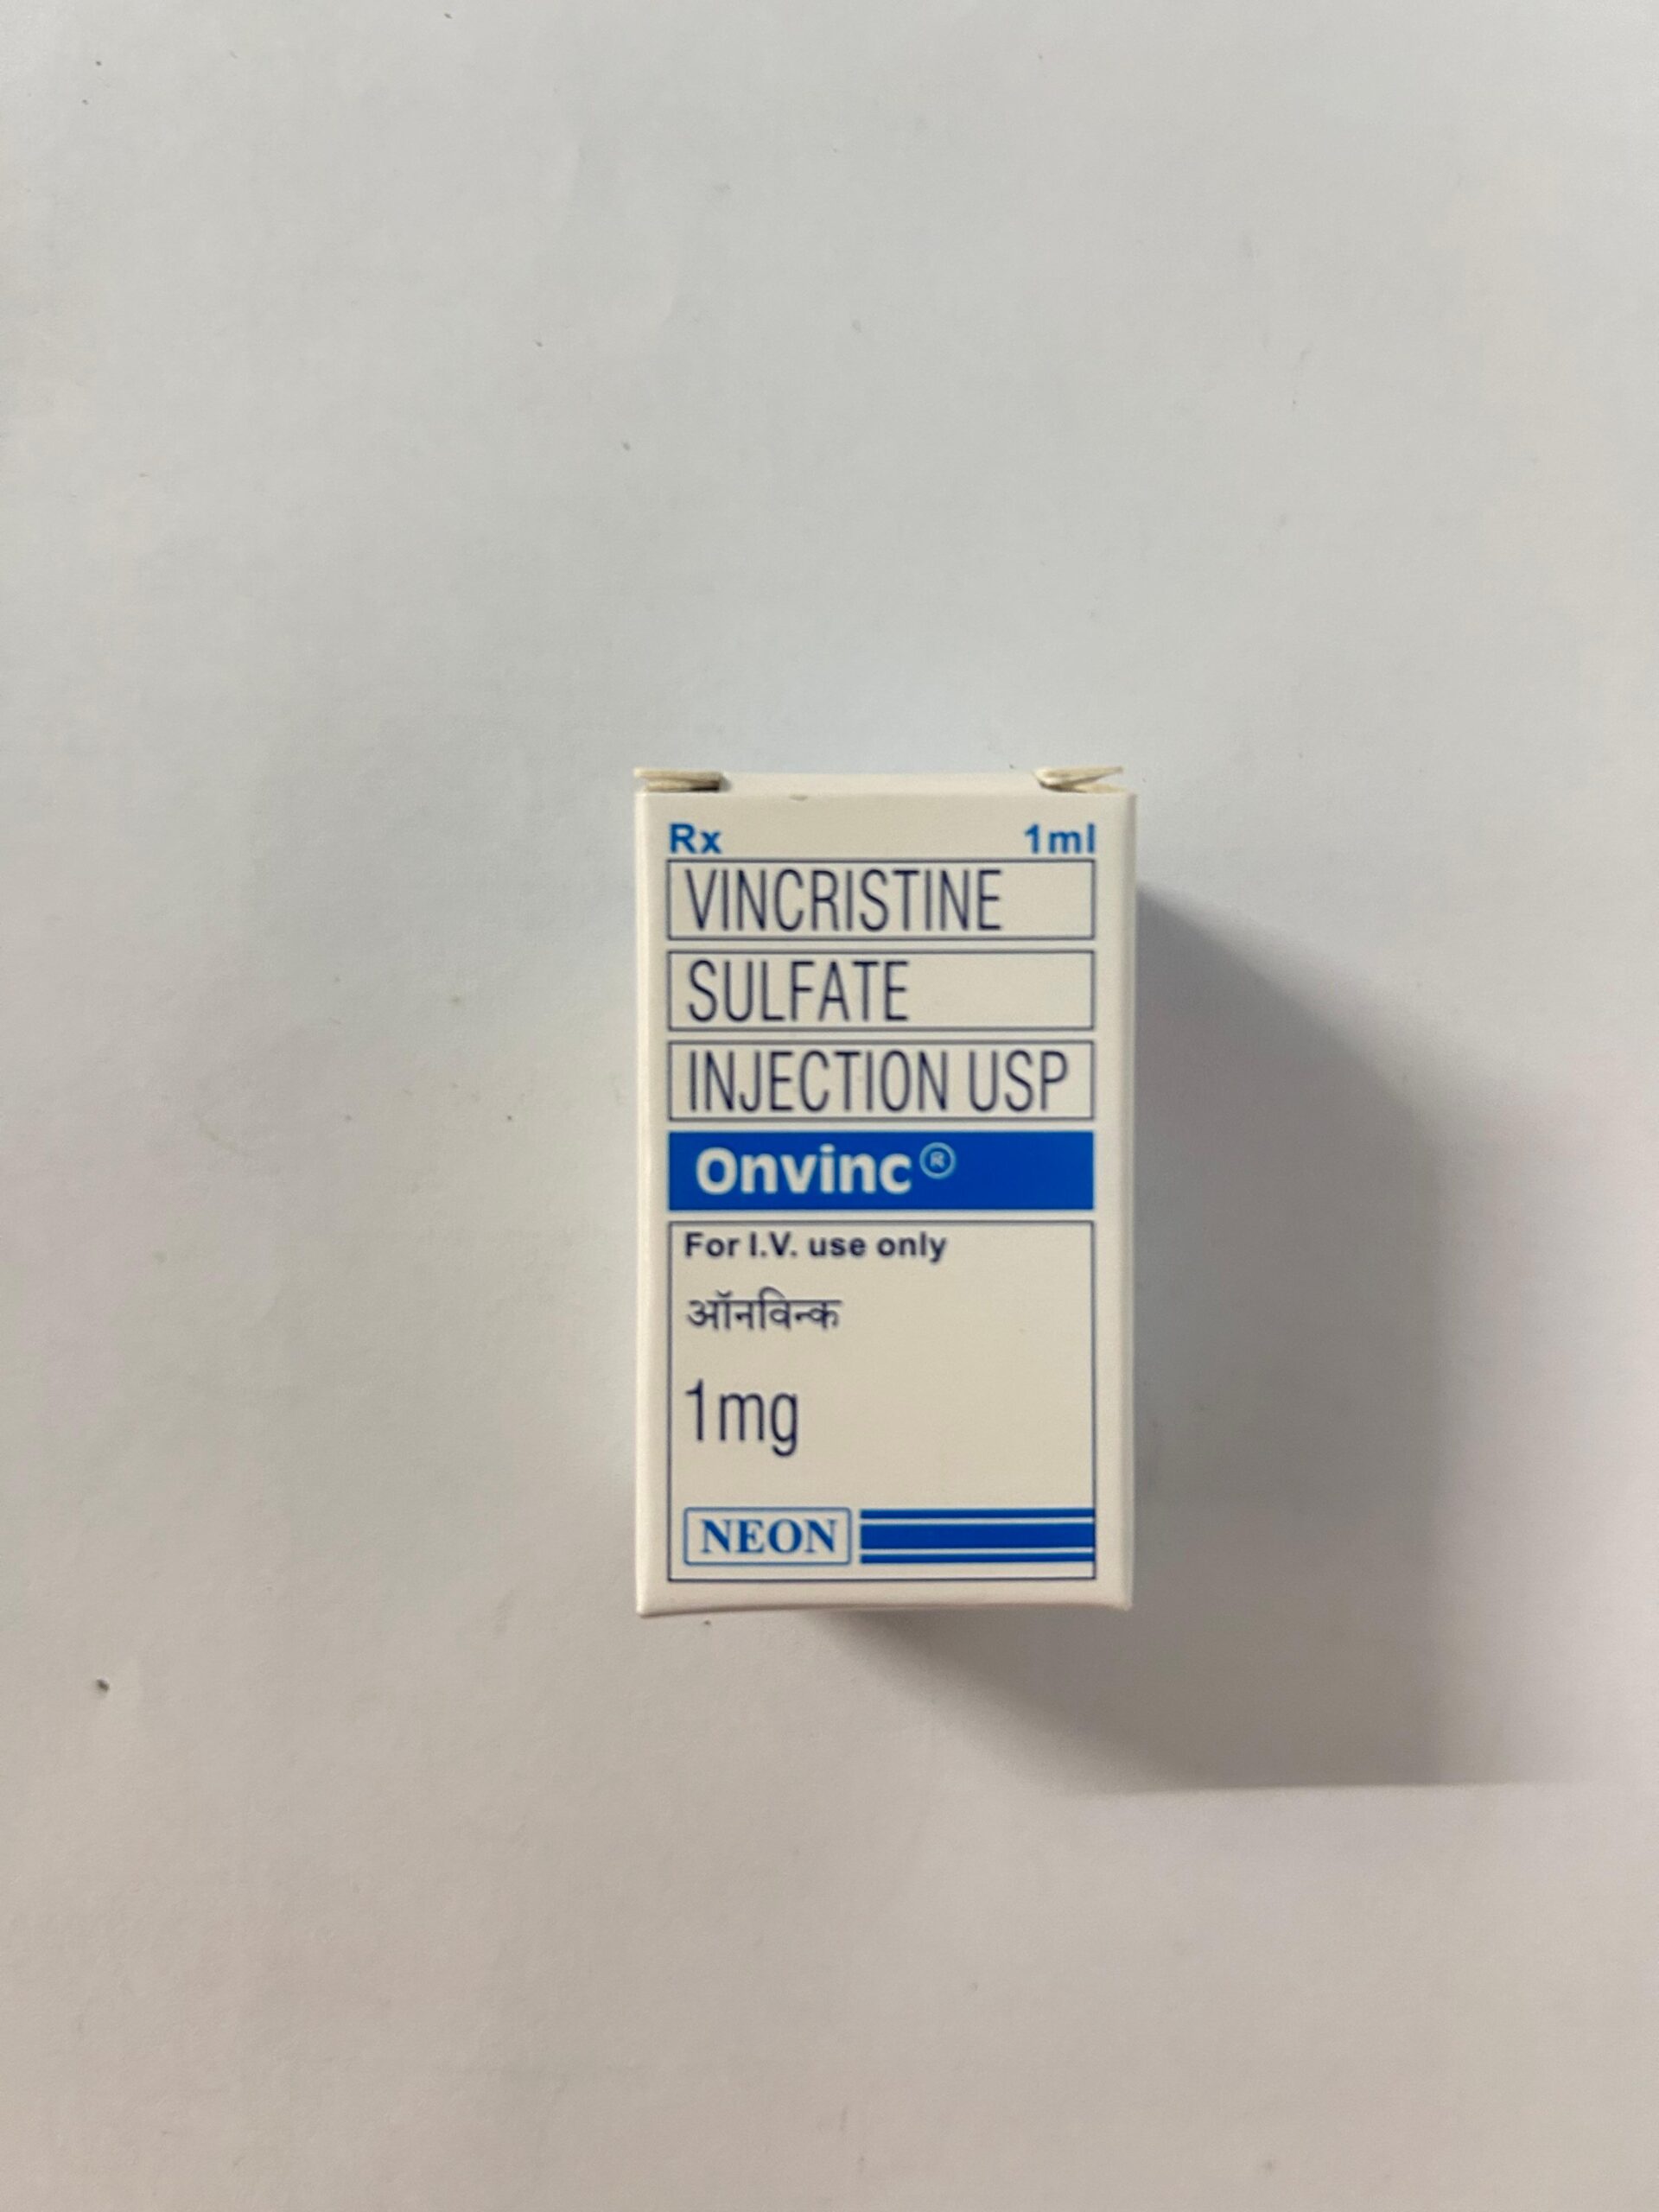 Rx 1ml
VINCRISTINE
SULFATE
INJECTION USP
Onvinc®
For I.V. use only
ऑनविन्क
1mg
NEON